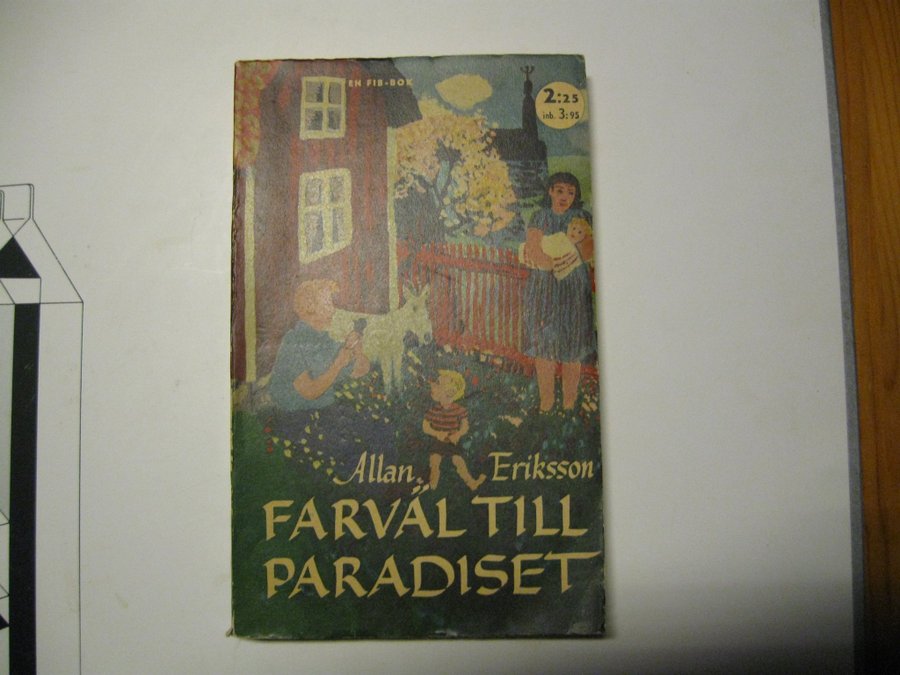 EN FIB-BOK
2:25
inb. 3:95
Allan Eriksson
FARVÄL TILL
PARADISET